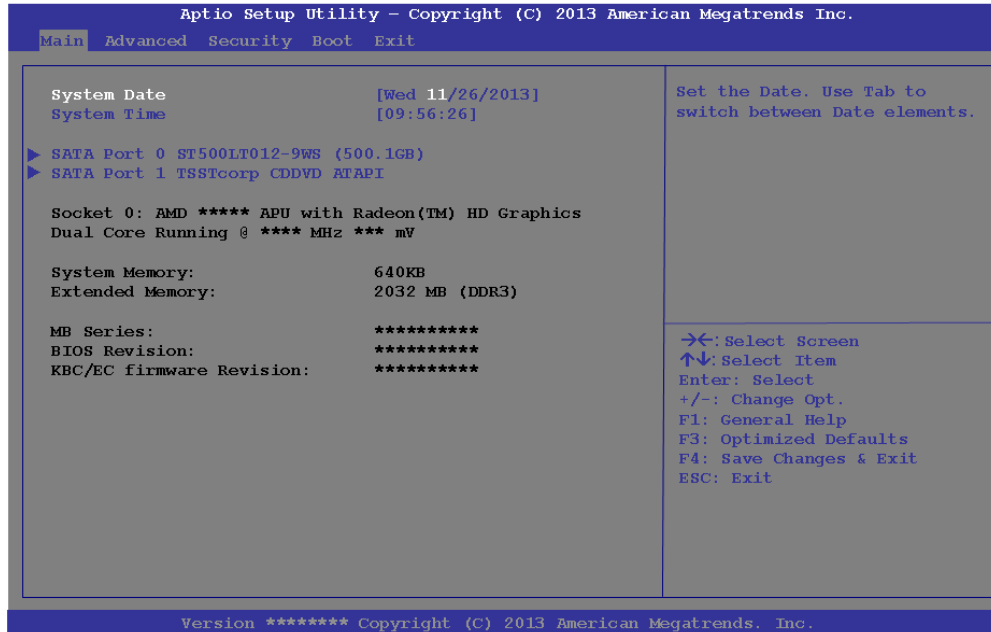 Aptio Setup Utility – Copyright (C) 2013 American Megatrends Inc.
Main Advanced Security Boot Exit
System Date [Wed 11/26/2013]
System Time [09:56:26]
SATA Port 0 ST500LT012-9WS (500.1GB)
SATA Port 1 TSSTcorp CDDVD ATAPI
Socket 0: AMD ***** APU with Radeon(TM) HD Graphics
Dual Core Running @ **** MHz *** mV
System Memory: 640KB
Extended Memory: 2032 MB (DDR3)
MB Series: **********
BIOS Revision: **********
KBC/EC firmware Revision: **********
Set the Date. Use Tab to
switch between Date elements.
→←: Select Screen
↑↓: Select Item
Enter: Select
+/-: Change Opt.
F1: General Help
F3: Optimized Defaults
F4: Save Changes & Exit
ESC: Exit
Version ******** Copyright (C) 2013 American Megatrends. Inc.